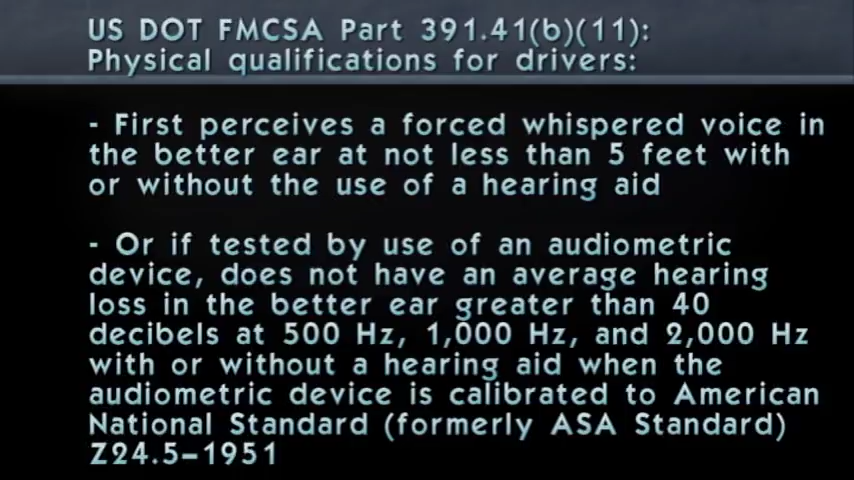 US DOT FMCSA Part 391.41(b)(11):
Physical qualifications for drivers:
- First perceives a forced whispered voice in
the better ear at not less than 5 feet with
or without the use of a hearing aid
- Or if tested by use of an audiometric
device, does not have an average hearing
loss in the better ear greater than 40
decibels at 500 Hz, 1,000 Hz, and 2,000 Hz
with or without a hearing aid when the
audiometric device is calibrated to American
National Standard (formerly ASA Standard)
Z24.5–1951